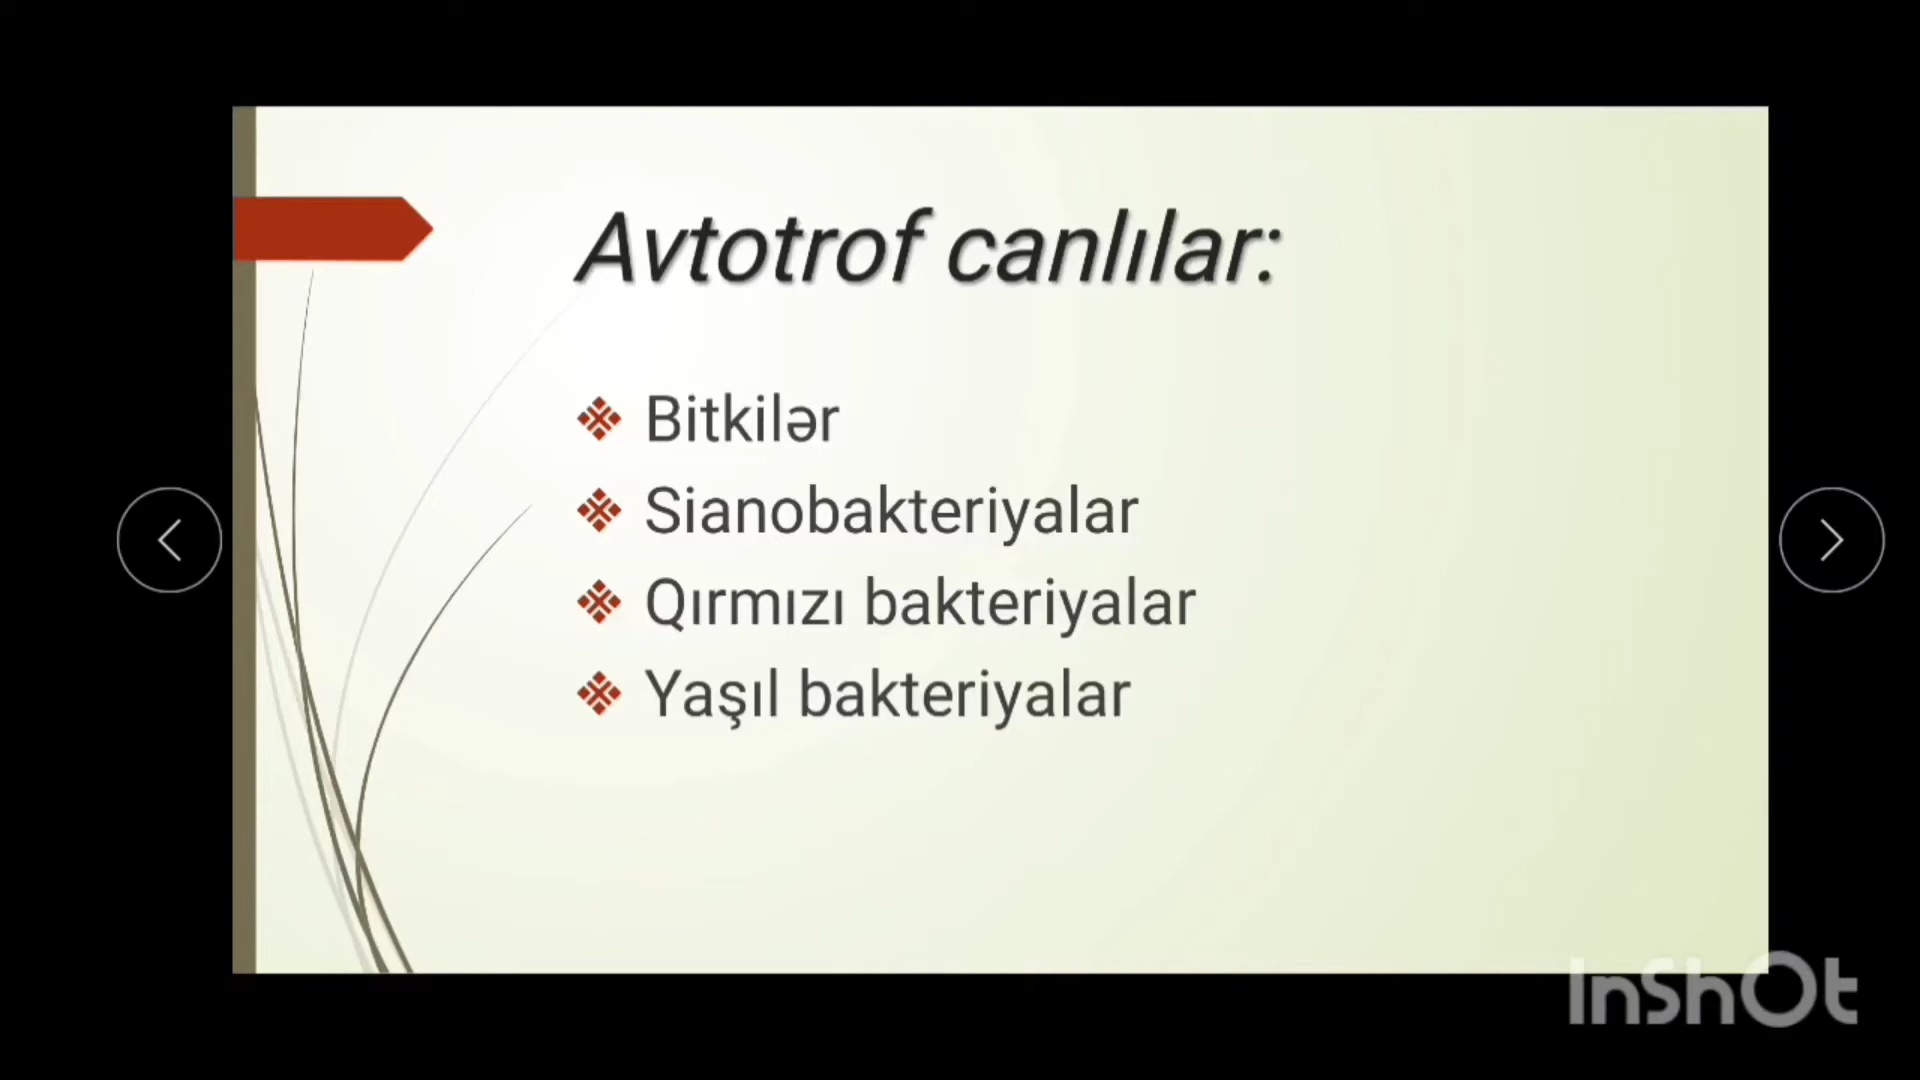 Avtotrof canlılar:
Bitkilər
Sianobakteriyalar
Qırmızı bakteriyalar
Yaşıl bakteriyalar
InShOt